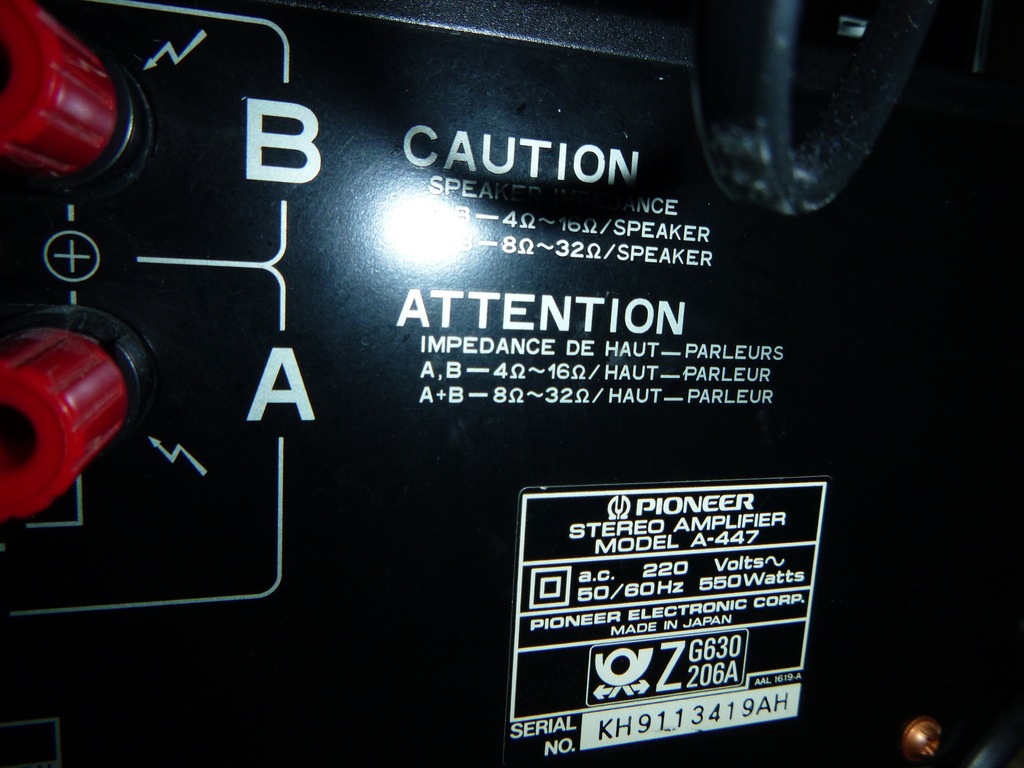 B
CAUTION
SPEAKER IMPEDANCE
B—4Ω~16Ω/SPEAKER
B—8Ω~32Ω/SPEAKER
ATTENTION
IMPEDANCE DE HAUT—PARLEURS
A,B—4Ω~16Ω/HAUT—PARLEUR
A+B—8Ω~32Ω/HAUT—PARLEUR
A
PIONEER
STEREO AMPLIFIER
MODEL A-447
a.c. 220 Volts~
50/60Hz 550Watts
PIONEER ELECTRONIC CORP.
MADE IN JAPAN
Z G630
206A
AAL 1619-A
SERIAL
NO. KH9113419AH